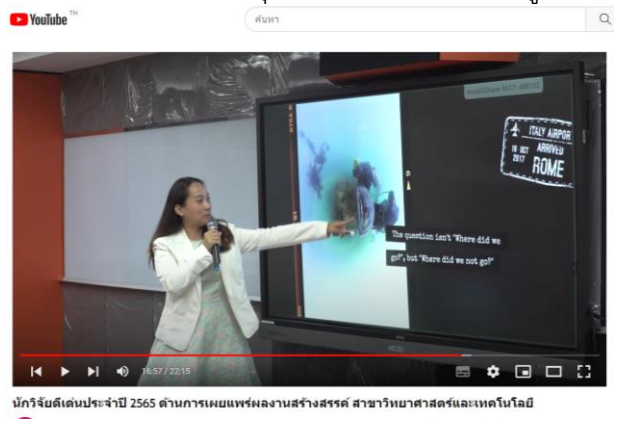 YouTube TH
ค้นหา
ITALY AIRPORT
16 OCT ARRIVED
2017 ROME
The question isn't "Where did we
go?", but "Where did we not go?"
16:57 / 22:15
นักวิจัยดีเด่นประจำปี 2565 ด้านการเผยแพร่ผลงานสร้างสรรค์ สาขาวิทยาศาสตร์และเทคโนโลยี